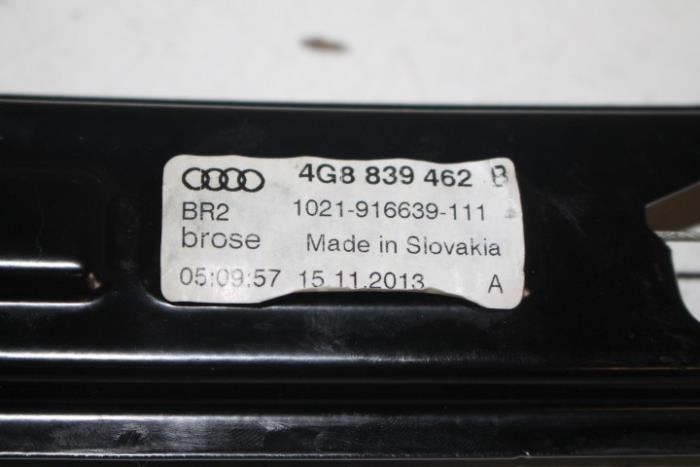 4G8 839 462 B
BR2 1021-916639-111
brose Made in Slovakia
05:09:57 15.11.2013 A